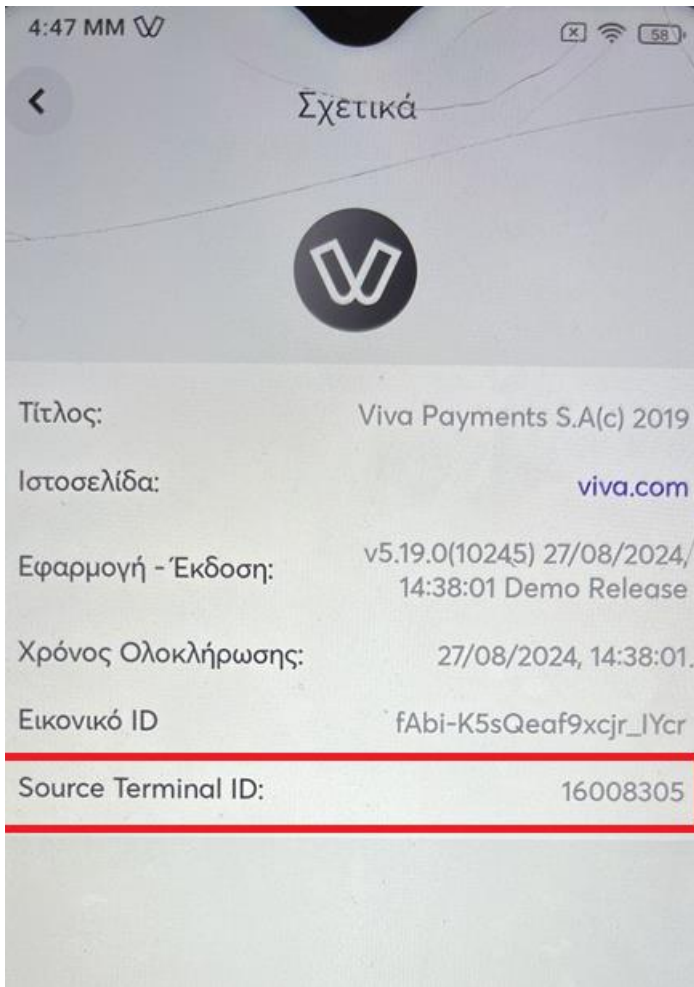 4:47 MM
58
Σχετικά
Τίτλος: Viva Payments S.A(c) 2019
Ιστοσελίδα: viva.com
Εφαρμογή - Έκδοση: v5.19.0(10245) 27/08/2024,
14:38:01 Demo Release
Χρόνος Ολοκλήρωσης: 27/08/2024, 14:38:01.
Εικονικό ID fAbi-K5sQeaf9xcjr_IYcr
Source Terminal ID: 16008305